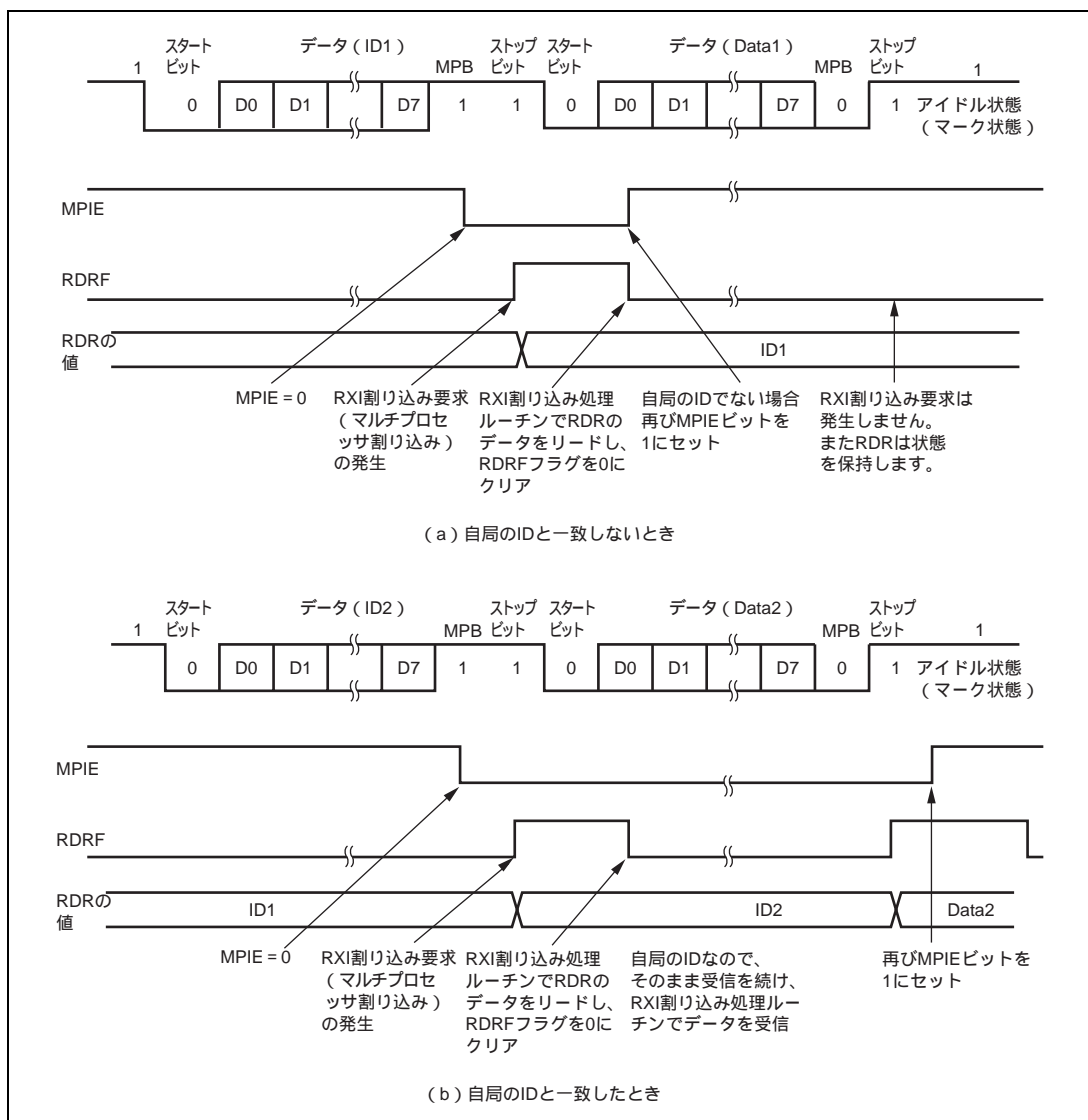 スタート
ビット
データ（ID1）
ストップ
ビット
スタート
ビット
データ（Data1）
ストップ
ビット
1
MPB
MPB
1
0
D0
D1
D7
1
1
0
D0
D1
D7
0
1
アイドル状態
（マーク状態）
MPIE
RDRF
RDRの
値
ID1
MPIE = 0
RXI割り込み要求
（マルチプロセ
ッサ割り込み）
の発生
RXI割り込み処理
ルーチンでRDRの
データをリードし、
RDRFフラグを0に
クリア
自局のIDでない場合
再びMPIEビットを
1にセット
RXI割り込み要求は
発生しません。
またRDRは状態
を保持します。
（a）自局のIDと一致しないとき
スタート
ビット
データ（ID2）
ストップ
ビット
スタート
ビット
データ（Data2）
ストップ
ビット
1
MPB
MPB
1
0
D0
D1
D7
1
1
0
D0
D1
D7
0
1
アイドル状態
（マーク状態）
MPIE
RDRF
RDRの
値
ID1
ID2
Data2
MPIE = 0
RXI割り込み要求
（マルチプロセ
ッサ割り込み）
の発生
RXI割り込み処理
ルーチンでRDRの
データをリードし、
RDRFフラグを0に
クリア
自局のIDなので、
そのまま受信を続け、
RXI割り込み処理ルー
チンでデータを受信
再びMPIEビットを
1にセット
（b）自局のIDと一致したとき